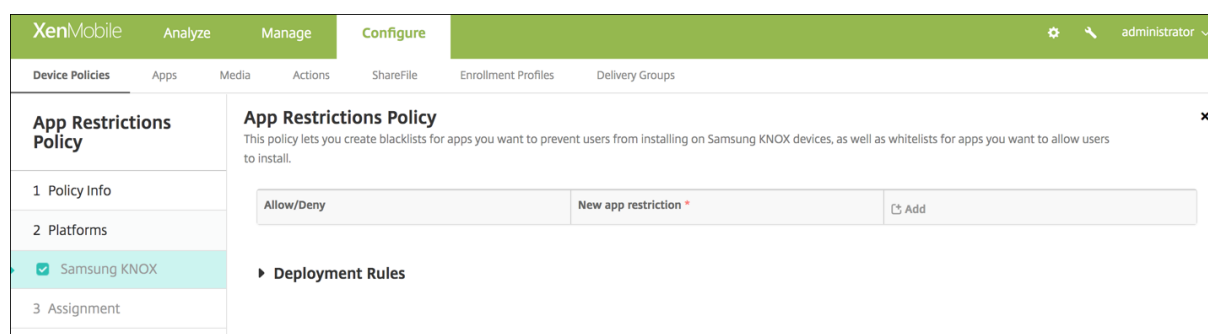 XenMobile Analyze Manage Configure administrator
Device Policies Apps Media Actions ShareFile Enrollment Profiles Delivery Groups
App Restrictions
Policy
1 Policy Info
2 Platforms
Samsung KNOX
3 Assignment
App Restrictions Policy
This policy lets you create blacklists for apps you want to prevent users from installing on Samsung KNOX devices, as well as whitelists for apps you want to allow users
to install.
Allow/Deny New app restriction * Add
Deployment Rules